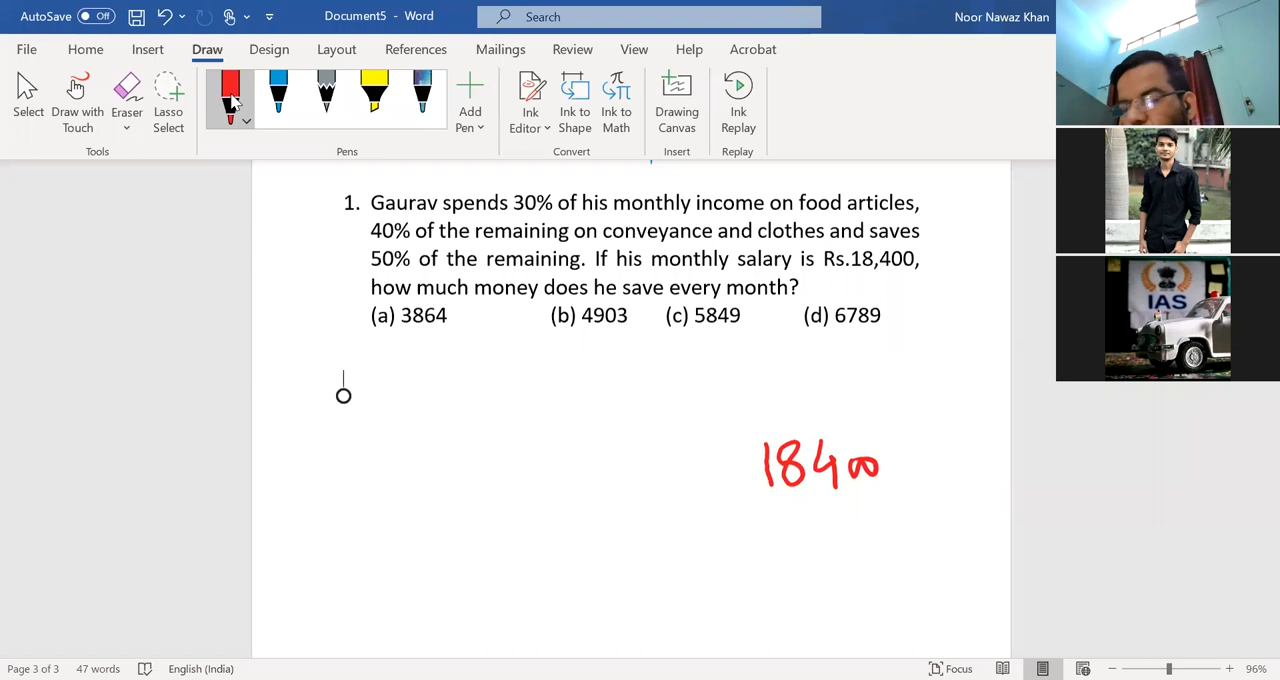 AutoSave Off Document5 - Word Search Noor Nawaz Khan
File Home Insert Draw Design Layout References Mailings Review View Help Acrobat
Select Draw with Touch Eraser Lasso Select Add Pen Ink Editor Ink to Shape Ink to Math Drawing Canvas Ink Replay
Tools Pens Convert Insert Replay
1. Gaurav spends 30% of his monthly income on food articles,
40% of the remaining on conveyance and clothes and saves
50% of the remaining. If his monthly salary is Rs.18,400,
how much money does he save every month?
(a) 3864 (b) 4903 (c) 5849 (d) 6789
18400
IAS
Page 3 of 3 47 words English (India) Focus 96%